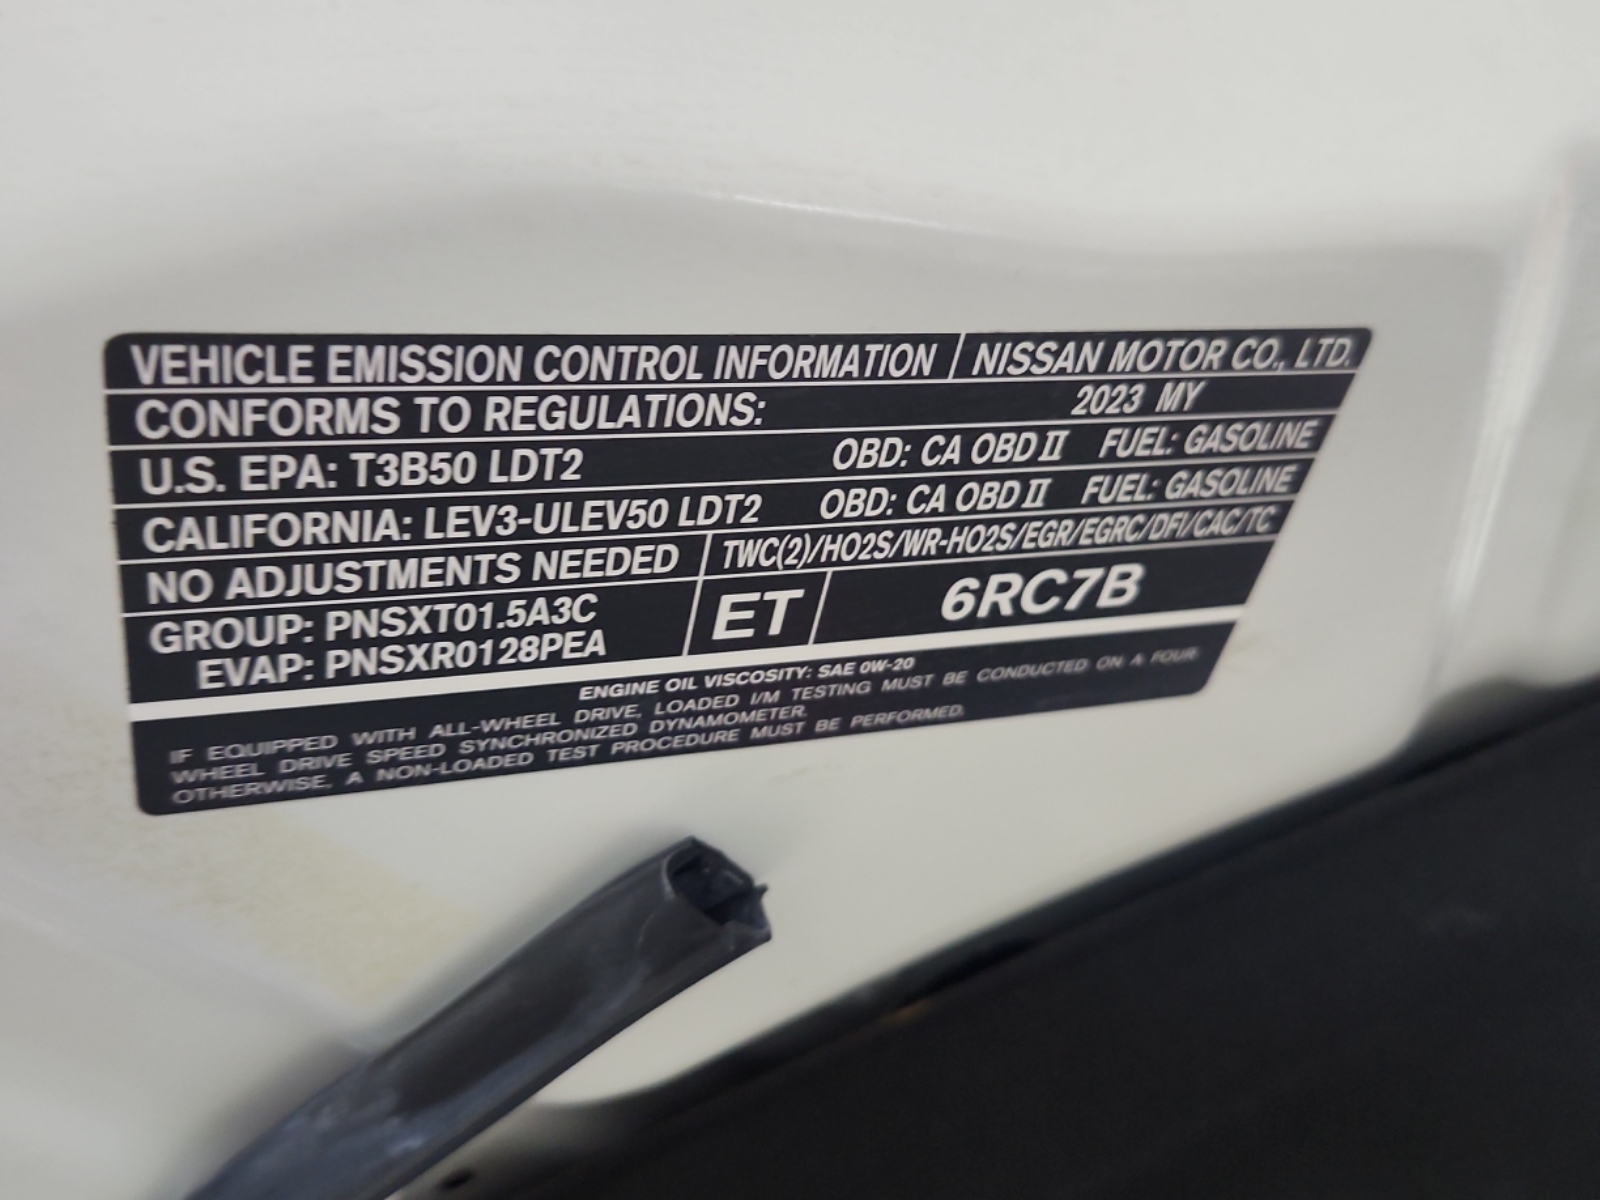 VEHICLE EMISSION CONTROL INFORMATION NISSAN MOTOR CO., LTD.
CONFORMS TO REGULATIONS: 2023 MY
U.S. EPA: T3B50 LDT2 OBD: CA OBD II FUEL: GASOLINE
CALIFORNIA: LEV3-ULEV50 LDT2 OBD: CA OBD II FUEL: GASOLINE
NO ADJUSTMENTS NEEDED TWC(2)/HO2S/WR-HO2S/EGR/EGRC/DFI/CAC/TC
GROUP: PNSXT01.5A3C ET 6RC7B
EVAP: PNSXR0128PEA
ENGINE OIL VISCOSITY: SAE 0W-20
IF EQUIPPED WITH ALL-WHEEL DRIVE, LOADED I/M TESTING MUST BE CONDUCTED ON A FOUR
WHEEL DRIVE SPEED SYNCHRONIZED DYNAMOMETER.
OTHERWISE, A NON-LOADED TEST PROCEDURE MUST BE PERFORMED.